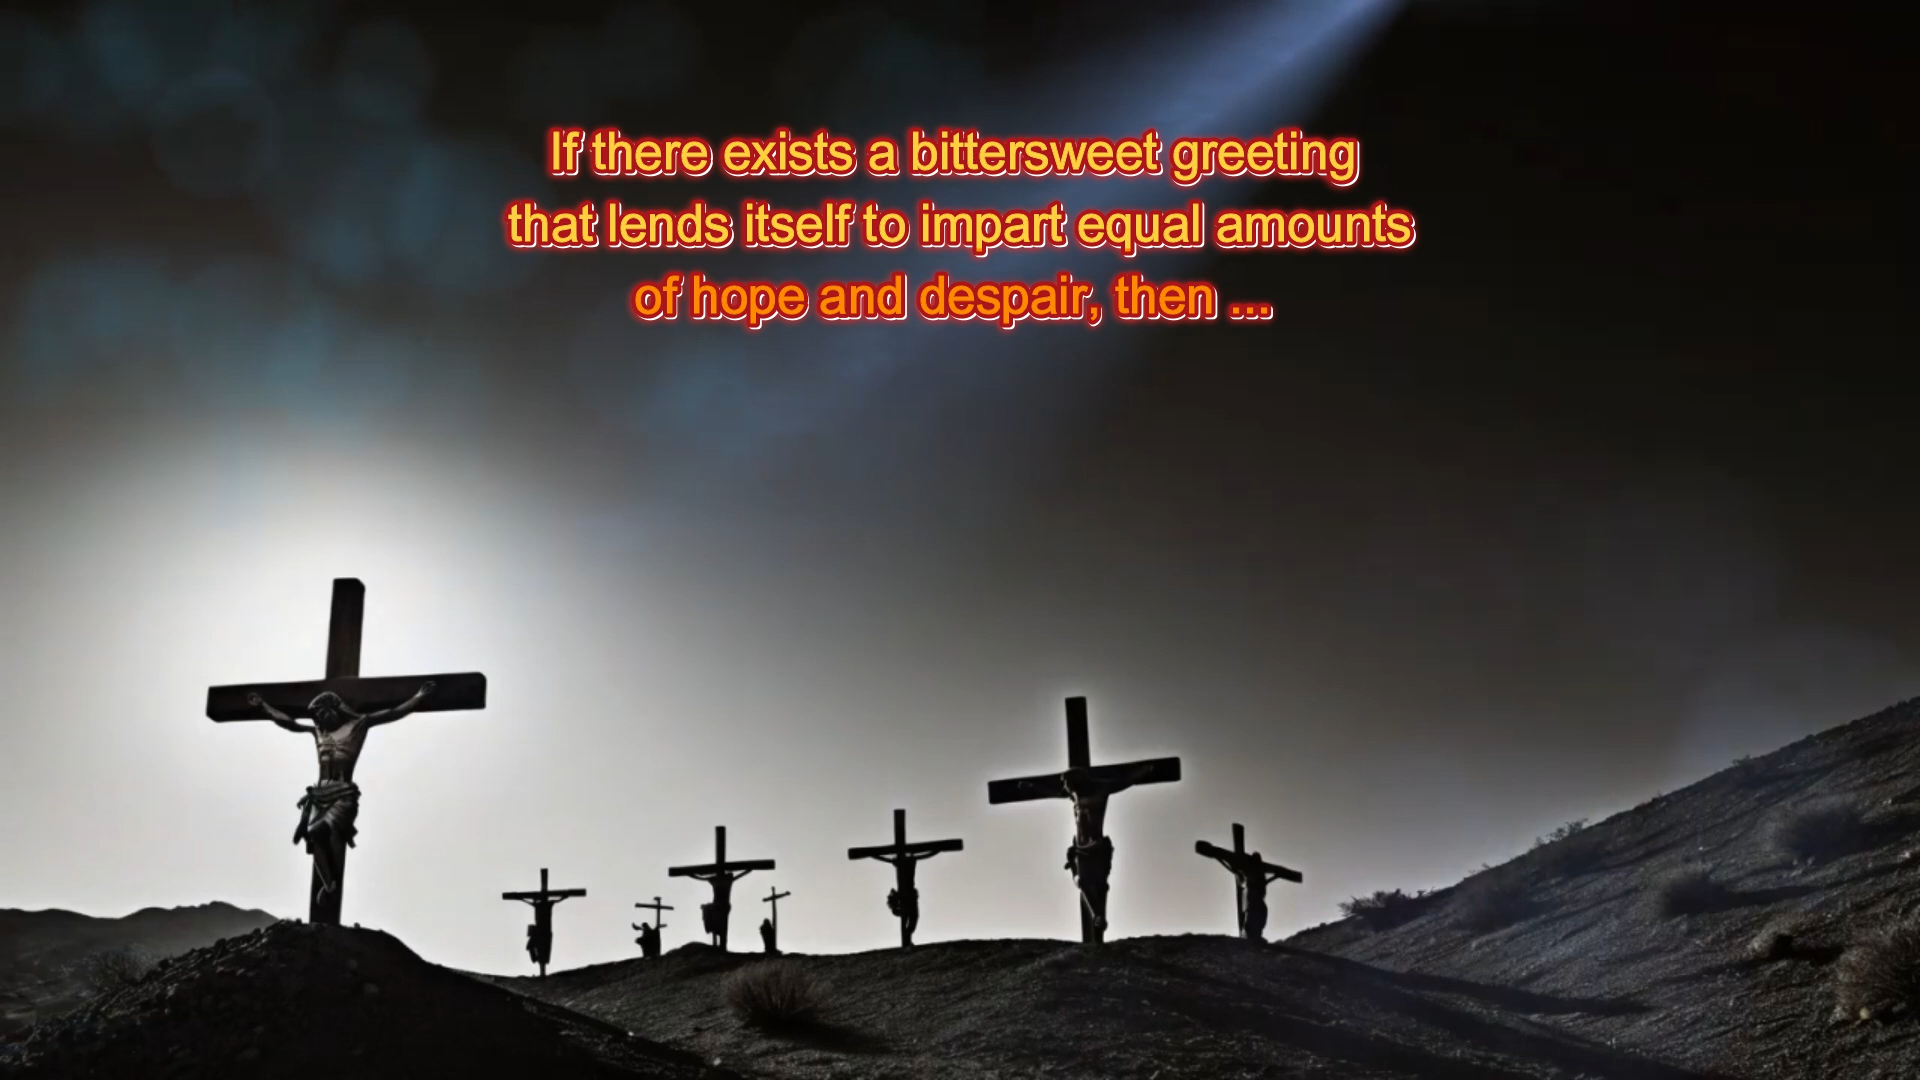 If there exists a bittersweet greeting
that lends itself to impart equal amounts
of hope and despair, then ...